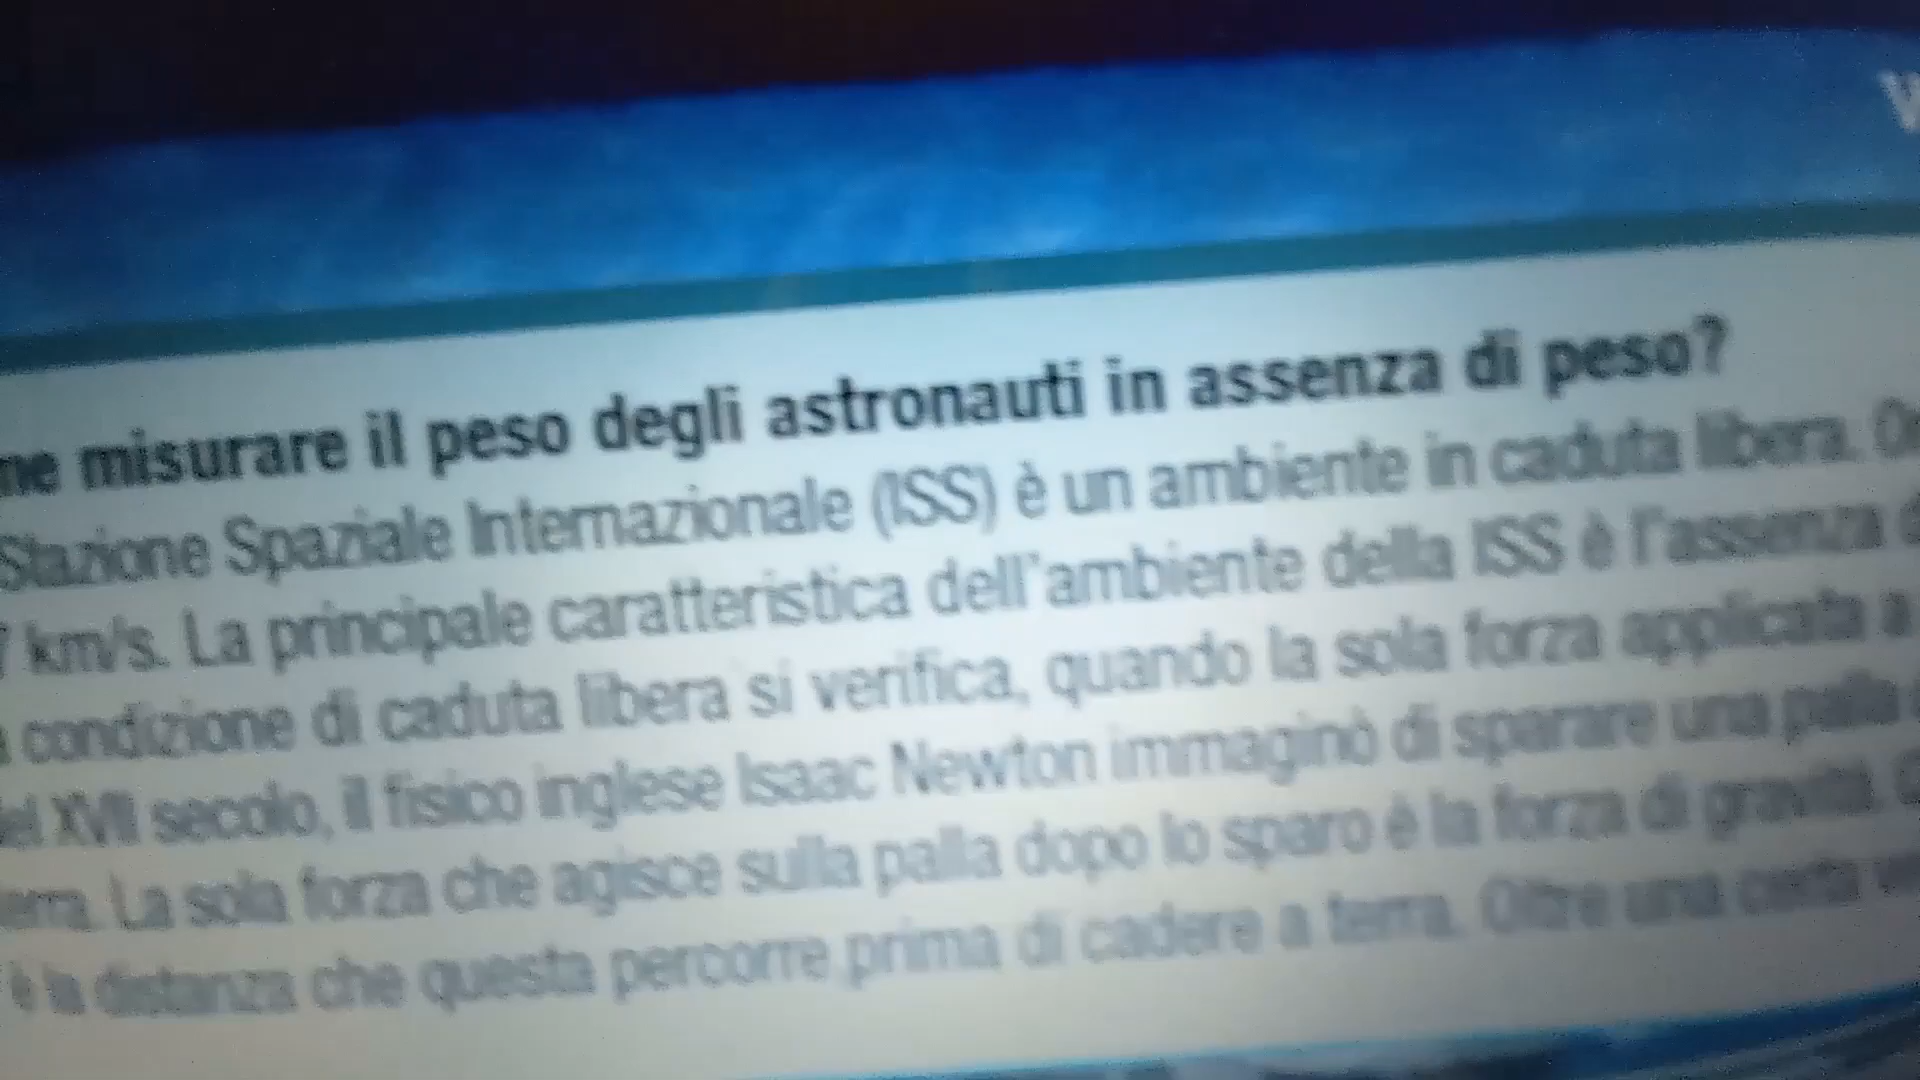 me misurare il peso degli astronauti in assenza di peso?
Stazione Spaziale Internazionale (ISS) è un ambiente in caduta libera.
km/s. La principale caratteristica dell'ambiente della ISS è l'assenza
condizione di caduta libera si verifica, quando la sola forza applicata a
XVII secolo, il fisico inglese Isaac Newton immaginò di sparare una palla
La sola forza che agisce sulla palla dopo lo sparo è la forza di gravità.
è la distanza che questa percorre prima di cadere a terra. Oltre una certa